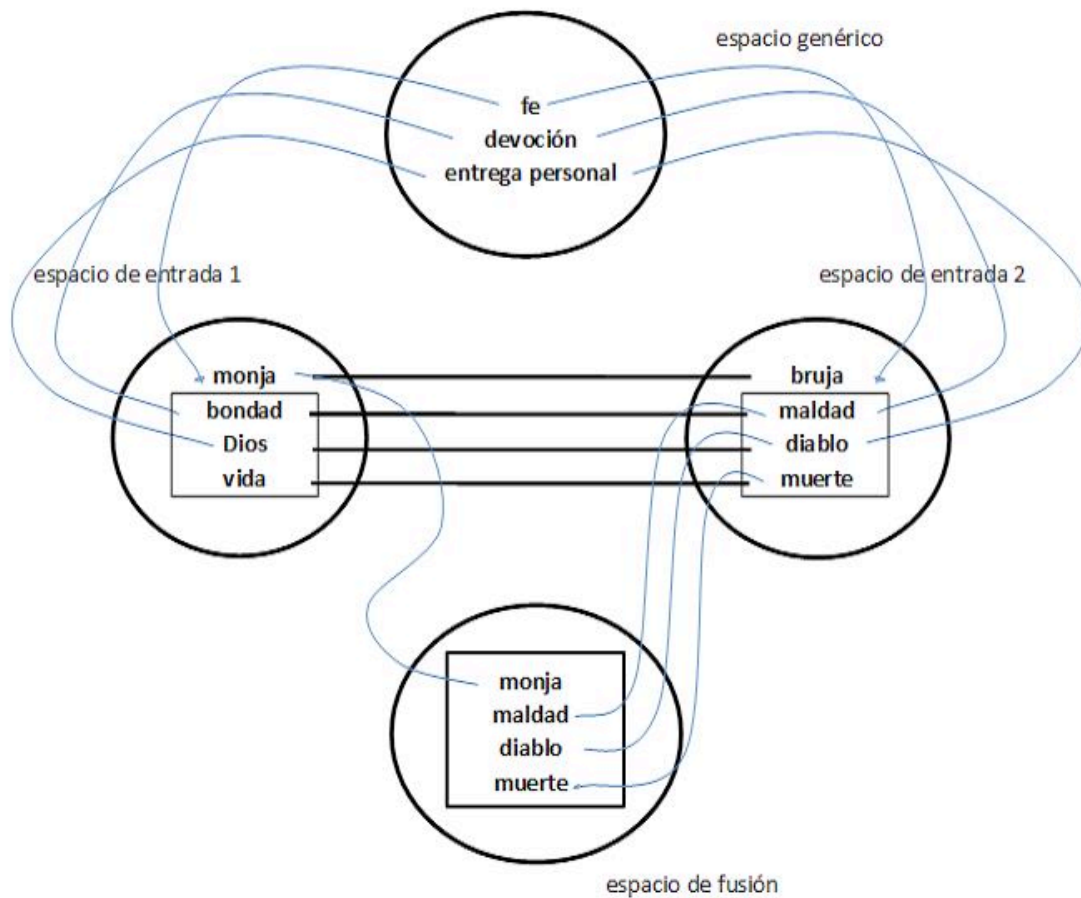 espacio genérico
fe
devoción
entrega personal
espacio de entrada 1
espacio de entrada 2
monja
bondad
Dios
vida
bruja
maldad
diablo
muerte
monja
maldad
diablo
muerte
espacio de fusión